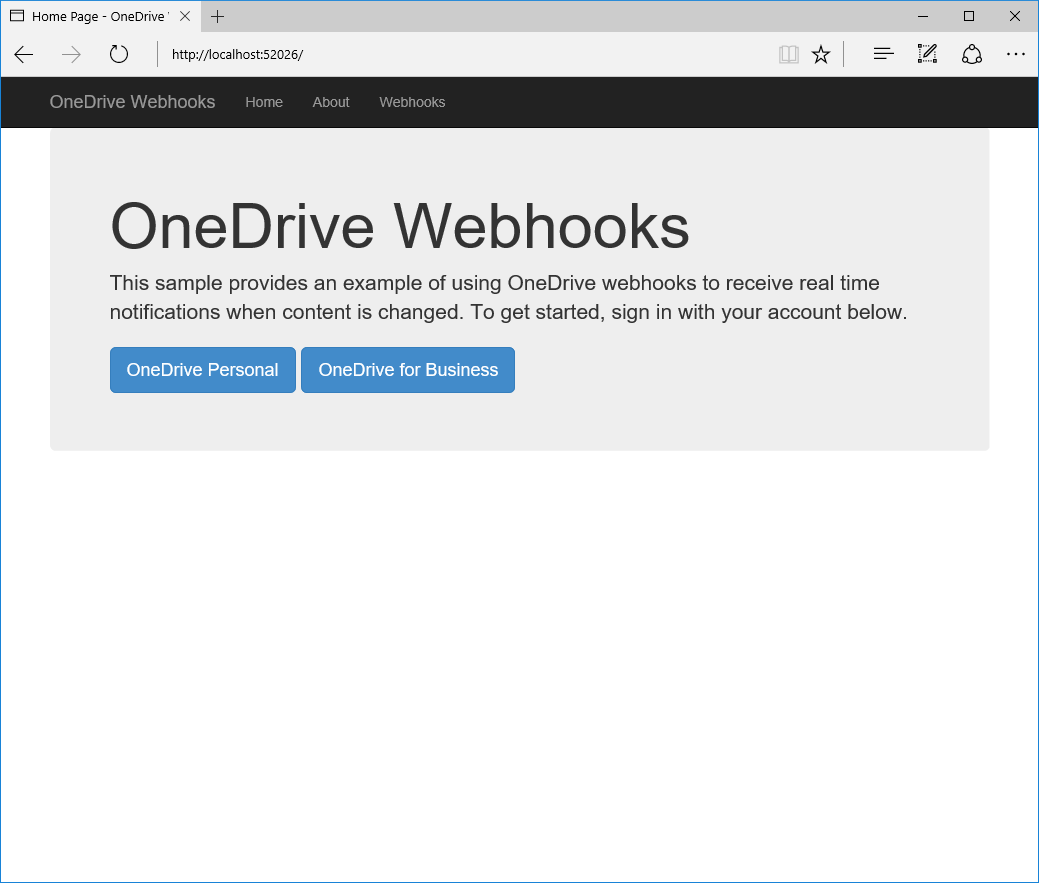 Home Page - OneDrive
http://localhost:52026/
OneDrive Webhooks Home About Webhooks
OneDrive Webhooks
This sample provides an example of using OneDrive webhooks to receive real time
notifications when content is changed. To get started, sign in with your account below.
OneDrive Personal OneDrive for Business